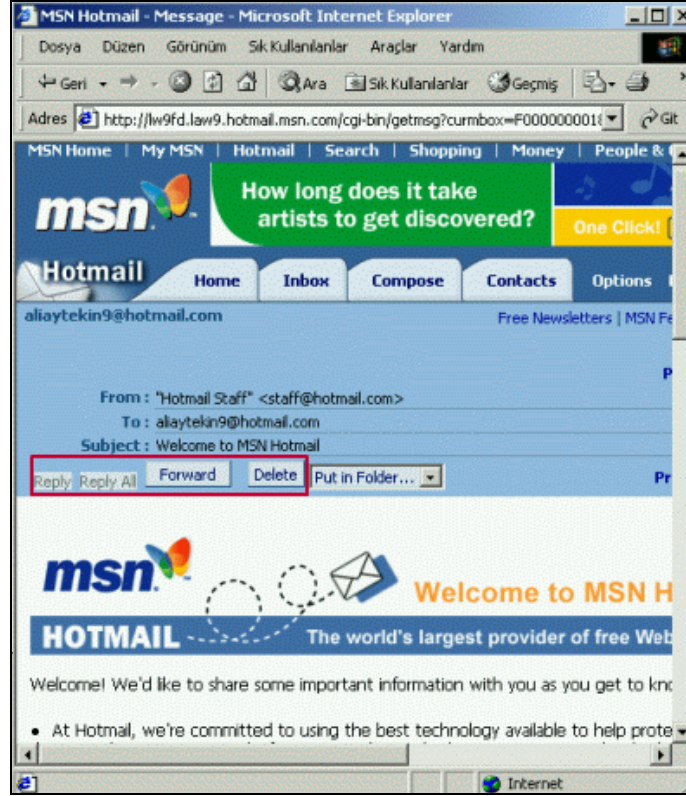 MSN Hotmail - Message - Microsoft Internet Explorer
Dosya Düzen Görünüm Sık Kullanılanlar Araçlar Yardım
Geri Ara Sık Kullanılanlar Geçmiş
Adres http://lw9fd.law9.hotmail.msn.com/cgi-bin/getmsg?curmbox=F000000001 Git
MSN Home | My MSN | Hotmail | Search | Shopping | Money | People &
msn
How long does it take
artists to get discovered?
One Click!
Hotmail Home Inbox Compose Contacts Options
aliaytekin9@hotmail.com Free Newsletters | MSN Fe
P
From : "Hotmail Staff" <staff@hotmail.com>
To : aliaytekin9@hotmail.com
Subject : Welcome to MSN Hotmail
Reply Reply All Forward Delete Put in Folder... Pr
msn
Welcome to MSN H
HOTMAIL The world's largest provider of free Web
Welcome! We'd like to share some important information with you as you get to kno
• At Hotmail, we're committed to using the best technology available to help prote
Internet